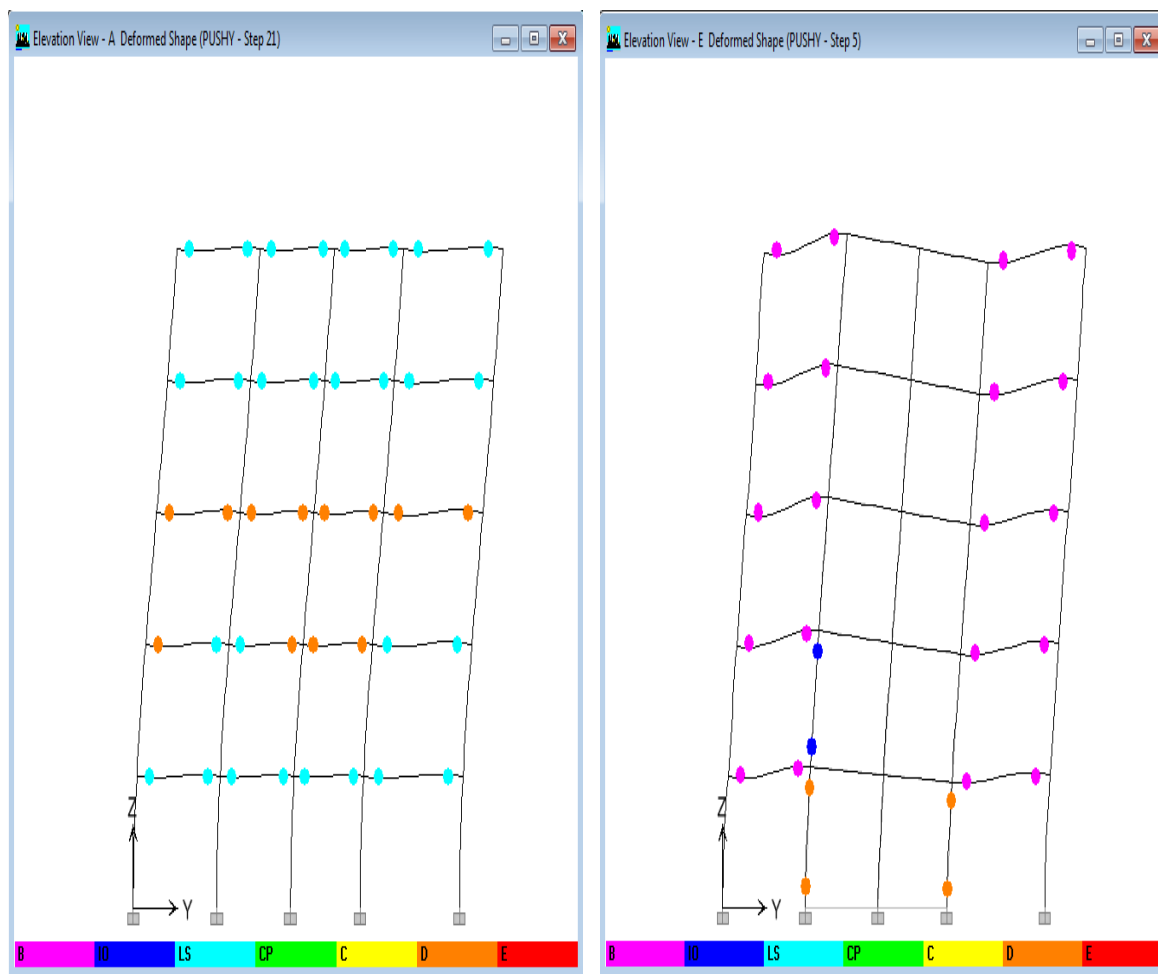 Elevation View - A Deformed Shape (PUSHY - Step 21)
Z
Y
B IO LS CP C D E
Elevation View - E Deformed Shape (PUSHY - Step 5)
Z
Y
B IO LS CP C D E